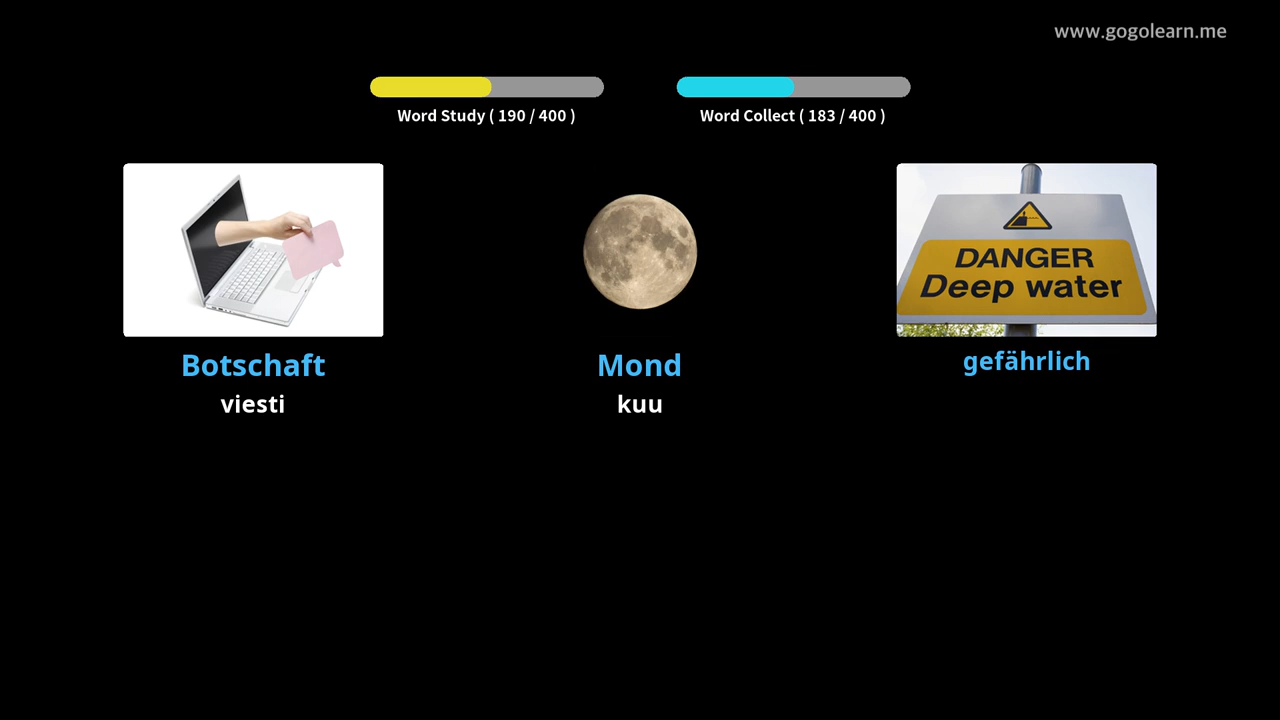 www.gogolearn.me
Word Study ( 190 / 400 )
Word Collect ( 183 / 400 )
DANGER
Deep water
Botschaft
Mond
gefährlich
viesti
kuu